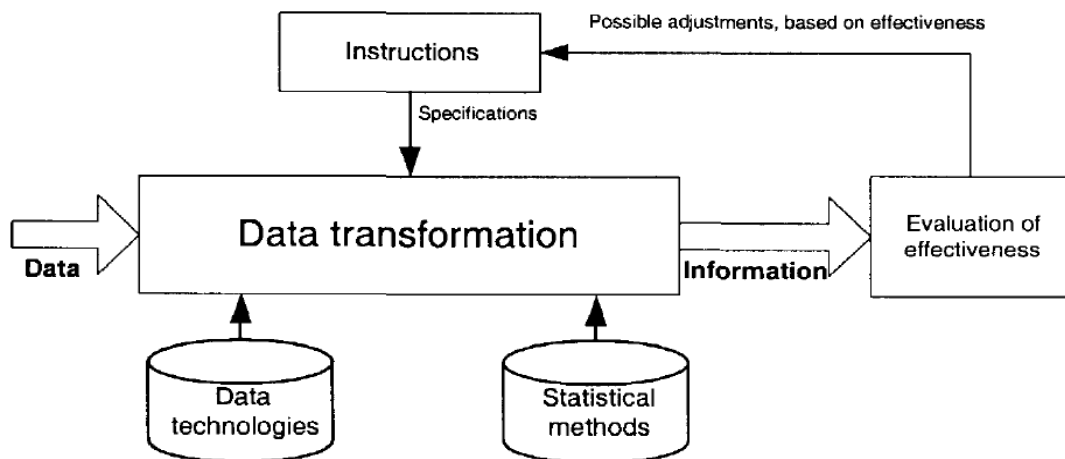 Possible adjustments, based on effectiveness
Instructions
Specifications
Data transformation
Evaluation of
effectiveness
Data
Information
Data
technologies
Statistical
methods